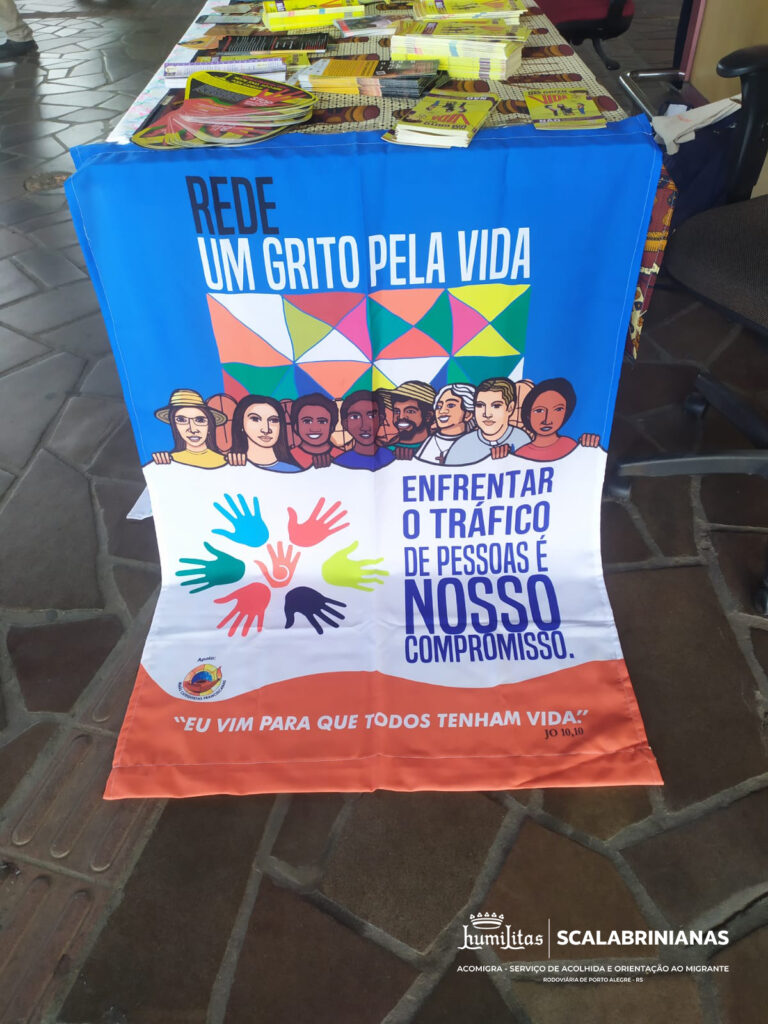 REDE
UM GRITO PELA VIDA
ENFRENTAR
O TRÁFICO
DE PESSOAS É
NOSSO
COMPROMISSO.
Apoio:
"EU VIM PARA QUE TODOS TENHAM VIDA."
JO 10,10
humilitas
SCALABRINIANAS
ACOMIGRA - SERVIÇO DE ACOLHIDA E ORIENTAÇÃO AO MIGRANTE
RODOVIÁRIA DE PORTO ALEGRE - RS